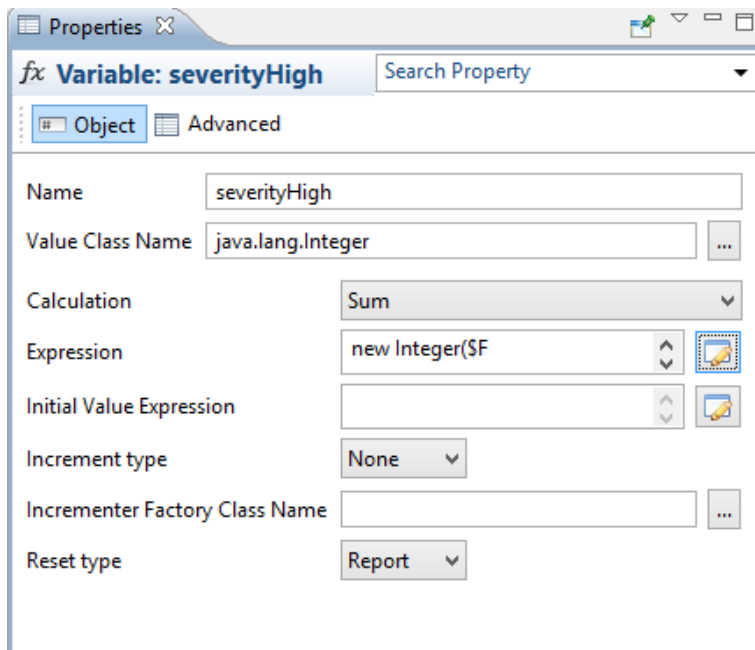 Properties
fx Variable: severityHigh
Search Property
Object
Advanced
Name
severityHigh
Value Class Name
java.lang.Integer
...
Calculation
Sum
Expression
new Integer($F
Initial Value Expression
Increment type
None
Incrementer Factory Class Name
...
Reset type
Report